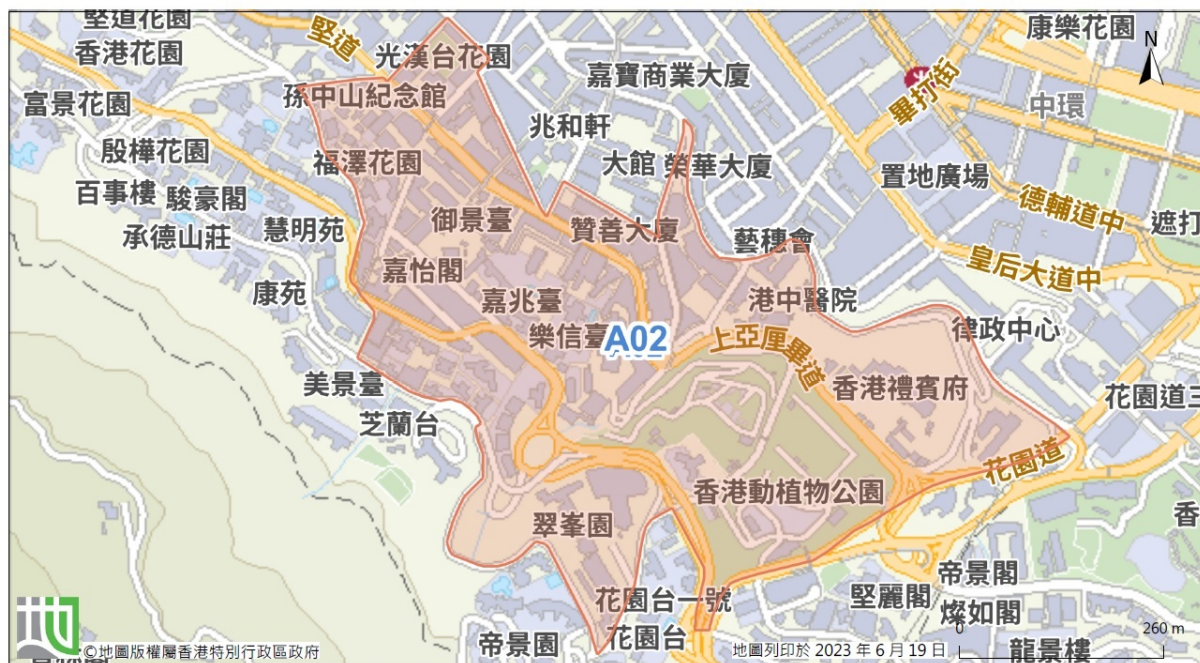 堅道花園
康樂花園
香港花園
堅道
光漢台花園
N
嘉寶商業大廈
畢打街
富景花園
孫中山紀念館
中環
兆和軒
殷樺花園
福澤花園
大館
榮華大廈
置地廣場
百事樓
駿豪閣
德輔道中
御景臺
贊善大廈
遮打
承德山莊
慧明苑
藝穗會
皇后大道中
嘉怡閣
康苑
嘉兆臺
港中醫院
樂信臺
A02
上亞厘畢道
律政中心
美景臺
香港禮賓府
花園道三
芝蘭台
花園道
香港動植物公園
翠峯園
香
帝景閣
花園台一號
堅麗閣
燦如閣
帝景園
花園台
0
260 m
©地圖版權屬香港特別行政區政府
地圖列印於 2023 年 6 月 19 日
龍景樓